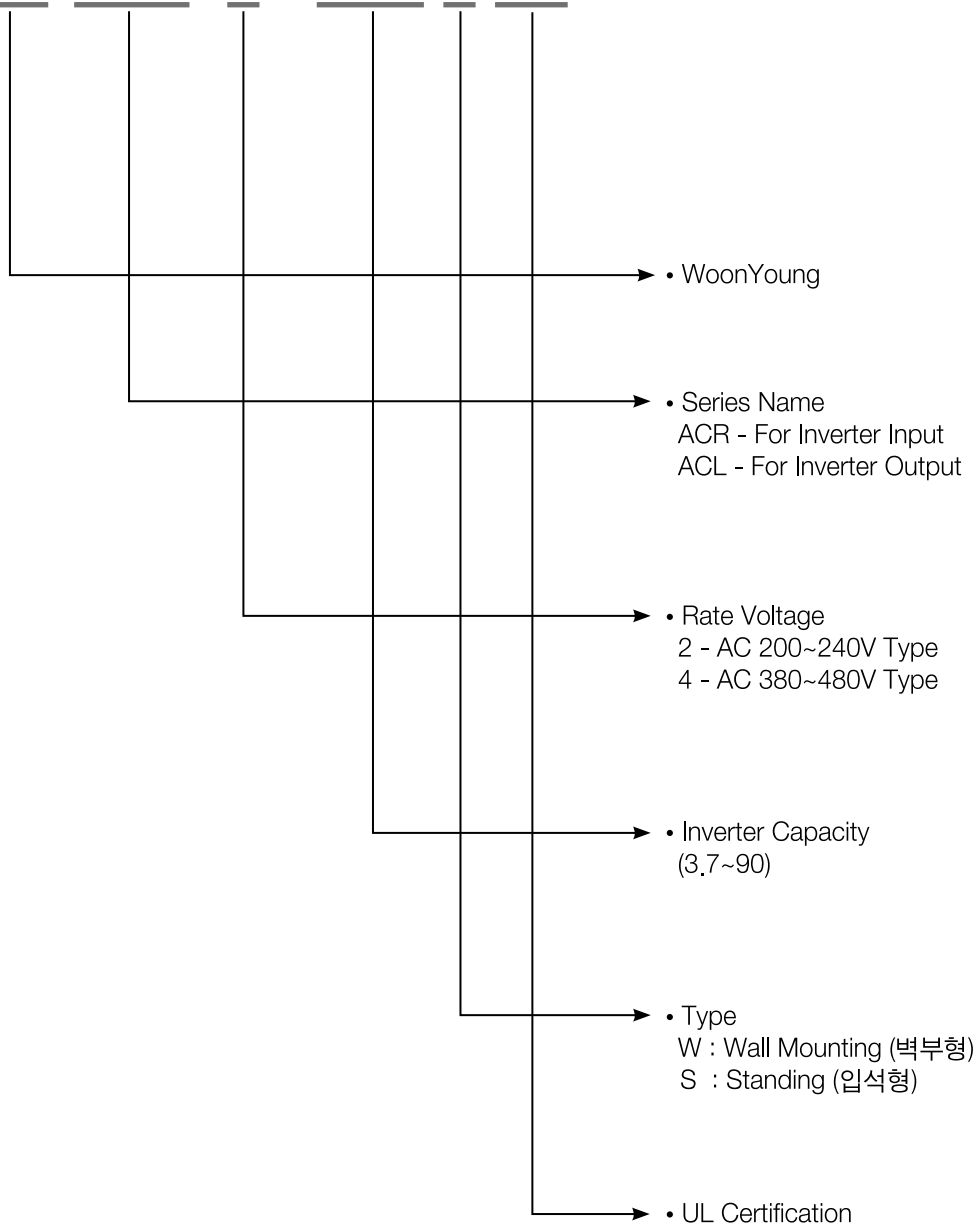 • WoonYoung
• Series Name
ACR - For Inverter Input
ACL - For Inverter Output
• Rate Voltage
2 - AC 200~240V Type
4 - AC 380~480V Type
• Inverter Capacity
(3.7~90)
• Type
W : Wall Mounting (벽부형)
S : Standing (입석형)
• UL Certification